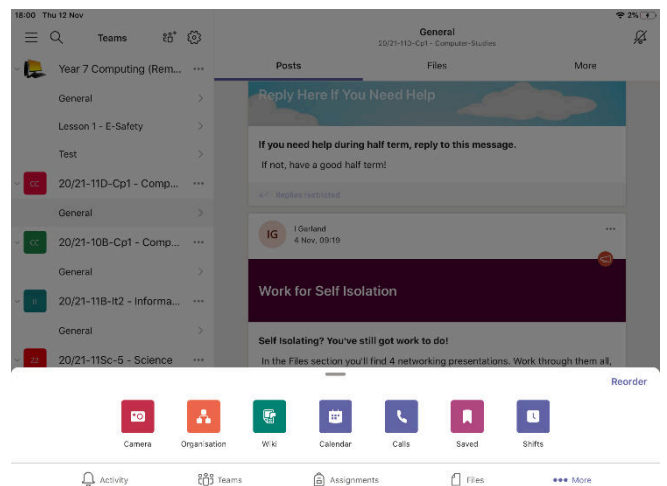 18:00 Thu 12 Nov
2%
Teams
General
20/21-11D-Cp1 - Computer-Studies
Posts
Files
More
Year 7 Computing (Rem...
General
Lesson 1 - E-Safety
Test
CC
20/21-11D-Cp1 - Comp...
General
CC
20/21-10B-Cp1 - Comp...
General
II
20/21-11B-It2 - Informa...
General
22
20/21-11Sc-5 - Science
Reply Here If You Need Help
If you need help during half term, reply to this message.
If not, have a good half term!
Replies restricted
IG
I Garland
4 Nov, 09:19
Work for Self Isolation
Self Isolating? You've still got work to do!
In the Files section you'll find 4 networking presentations. Work through them all,
Reorder
Camera
Organisation
Wiki
Calendar
Calls
Saved
Shifts
Activity
Teams
Assignments
Files
More